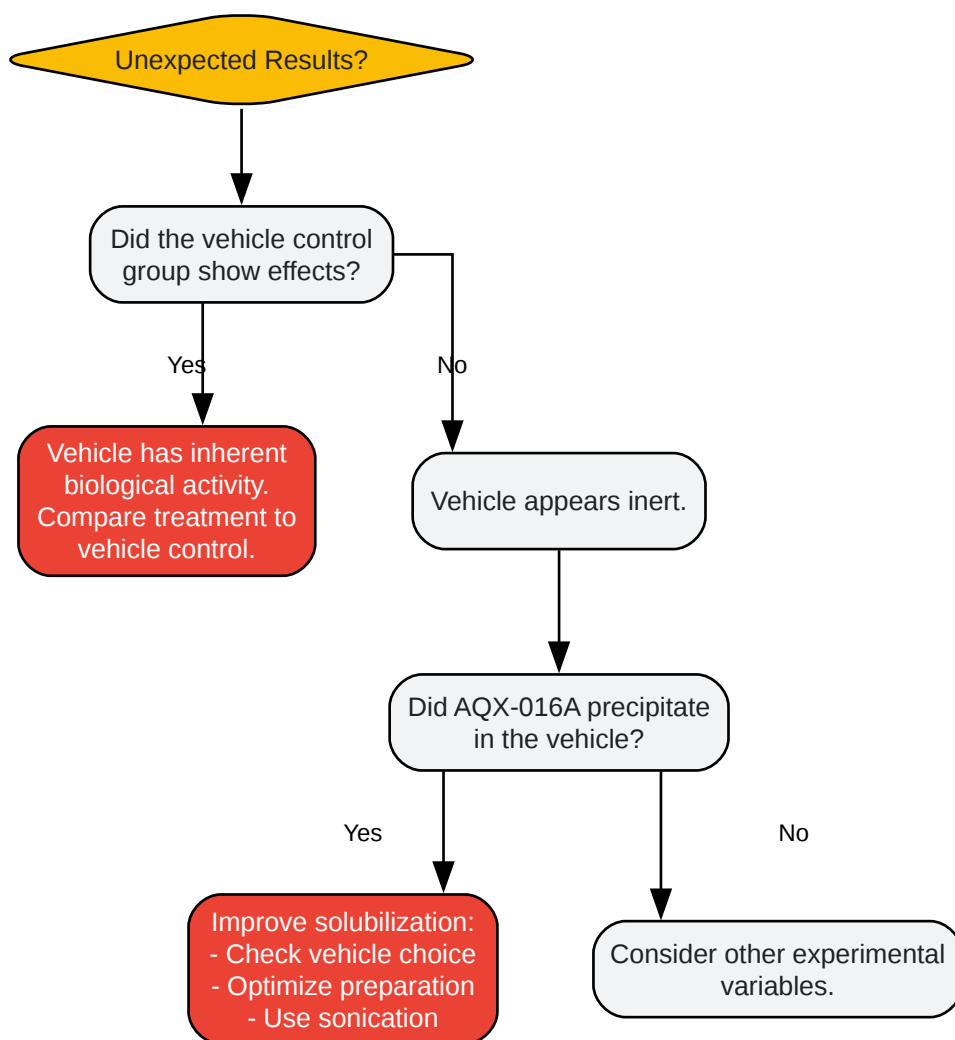 Unexpected Results?
Did the vehicle control
group show effects?
Yes
No
Vehicle has inherent
biological activity.
Compare treatment to
vehicle control.
Vehicle appears inert.
Did AQX-016A precipitate
in the vehicle?
Yes
No
Improve solubilization:
- Check vehicle choice
- Optimize preparation
- Use sonication
Consider other experimental
variables.